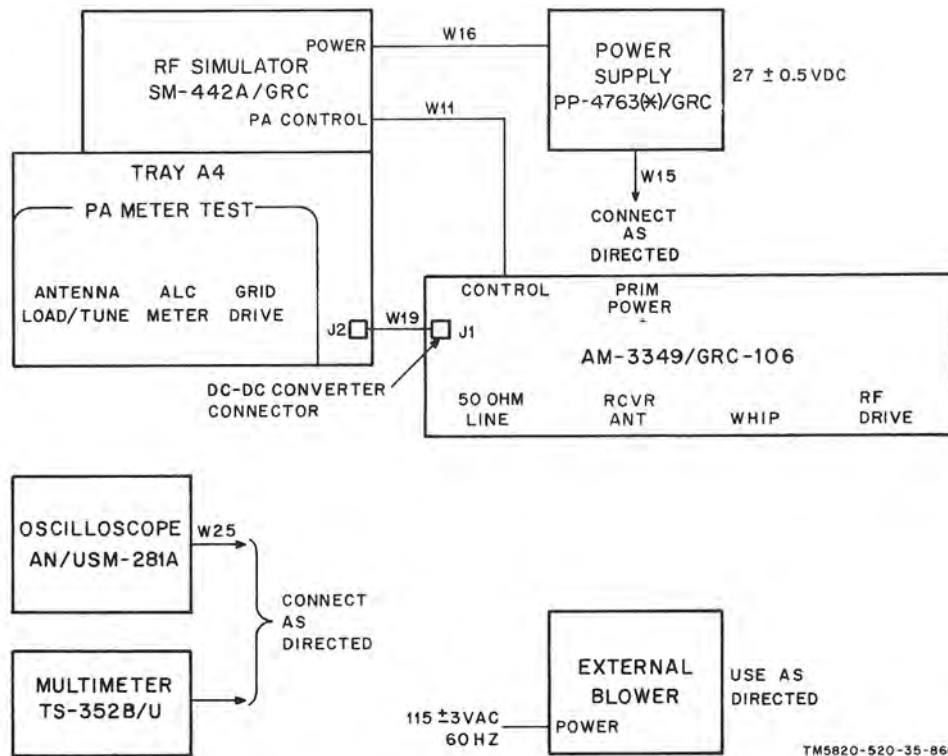 RF SIMULATOR
SM-442A/GRC
POWER
PA CONTROL
W16
W11
POWER
SUPPLY
PP-4763(*)/GRC
27 ± 0.5 VDC
W15
CONNECT
AS
DIRECTED
TRAY A4
PA METER TEST
ANTENNA
LOAD/TUNE
ALC
METER
GRID
DRIVE
J2
W19
J1
DC-DC CONVERTER
CONNECTOR
CONTROL
PRIM
POWER
AM-3349/GRC-106
50 OHM
LINE
RCVR
ANT
WHIP
RF
DRIVE
OSCILLOSCOPE
AN/USM-281A
W25
MULTIMETER
TS-352B/U
CONNECT
AS
DIRECTED
EXTERNAL
BLOWER
POWER
115 ±3VAC
60HZ
USE AS
DIRECTED
TM5820-520-35-86